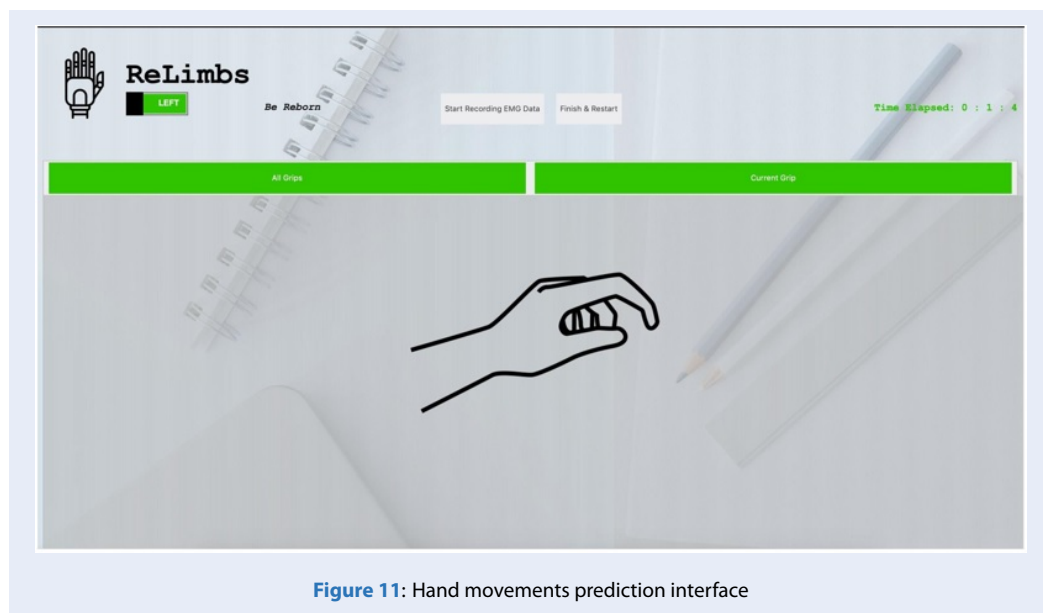 ReLimbs
LEFT
Be Reborn
Start Recording EMG Data
Finish & Restart
Time Elapsed: 0 : 1 : 4
All Grips
Current Grip
Figure 11: Hand movements prediction interface